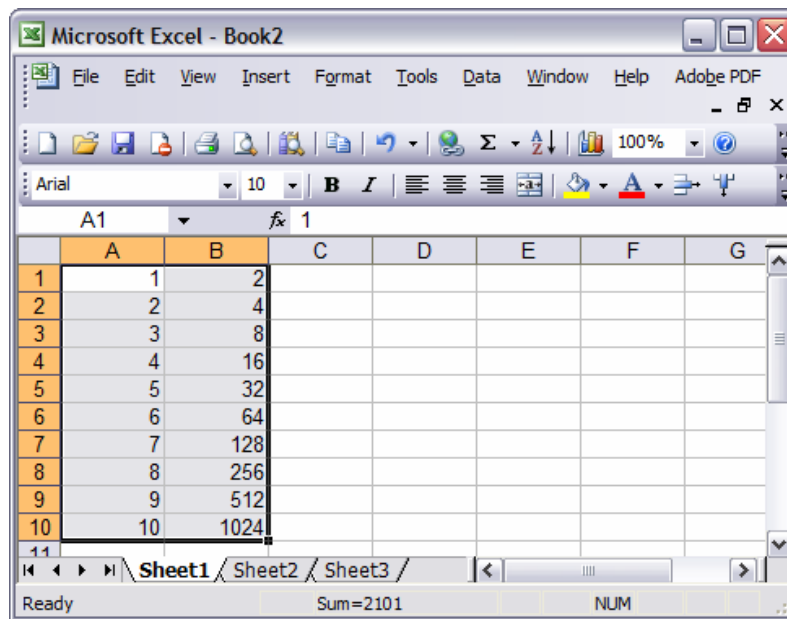 Microsoft Excel - Book2
File Edit View Insert Format Tools Data Window Help Adobe PDF
Σ A Z 100%
Arial 10 B I a A
A1 fx 1
A B C D E F G
1 1 2
2 2 4
3 3 8
4 4 16
5 5 32
6 6 64
7 7 128
8 8 256
9 9 512
10 10 1024
11
Sheet1 Sheet2 Sheet3
Ready Sum=2101 NUM